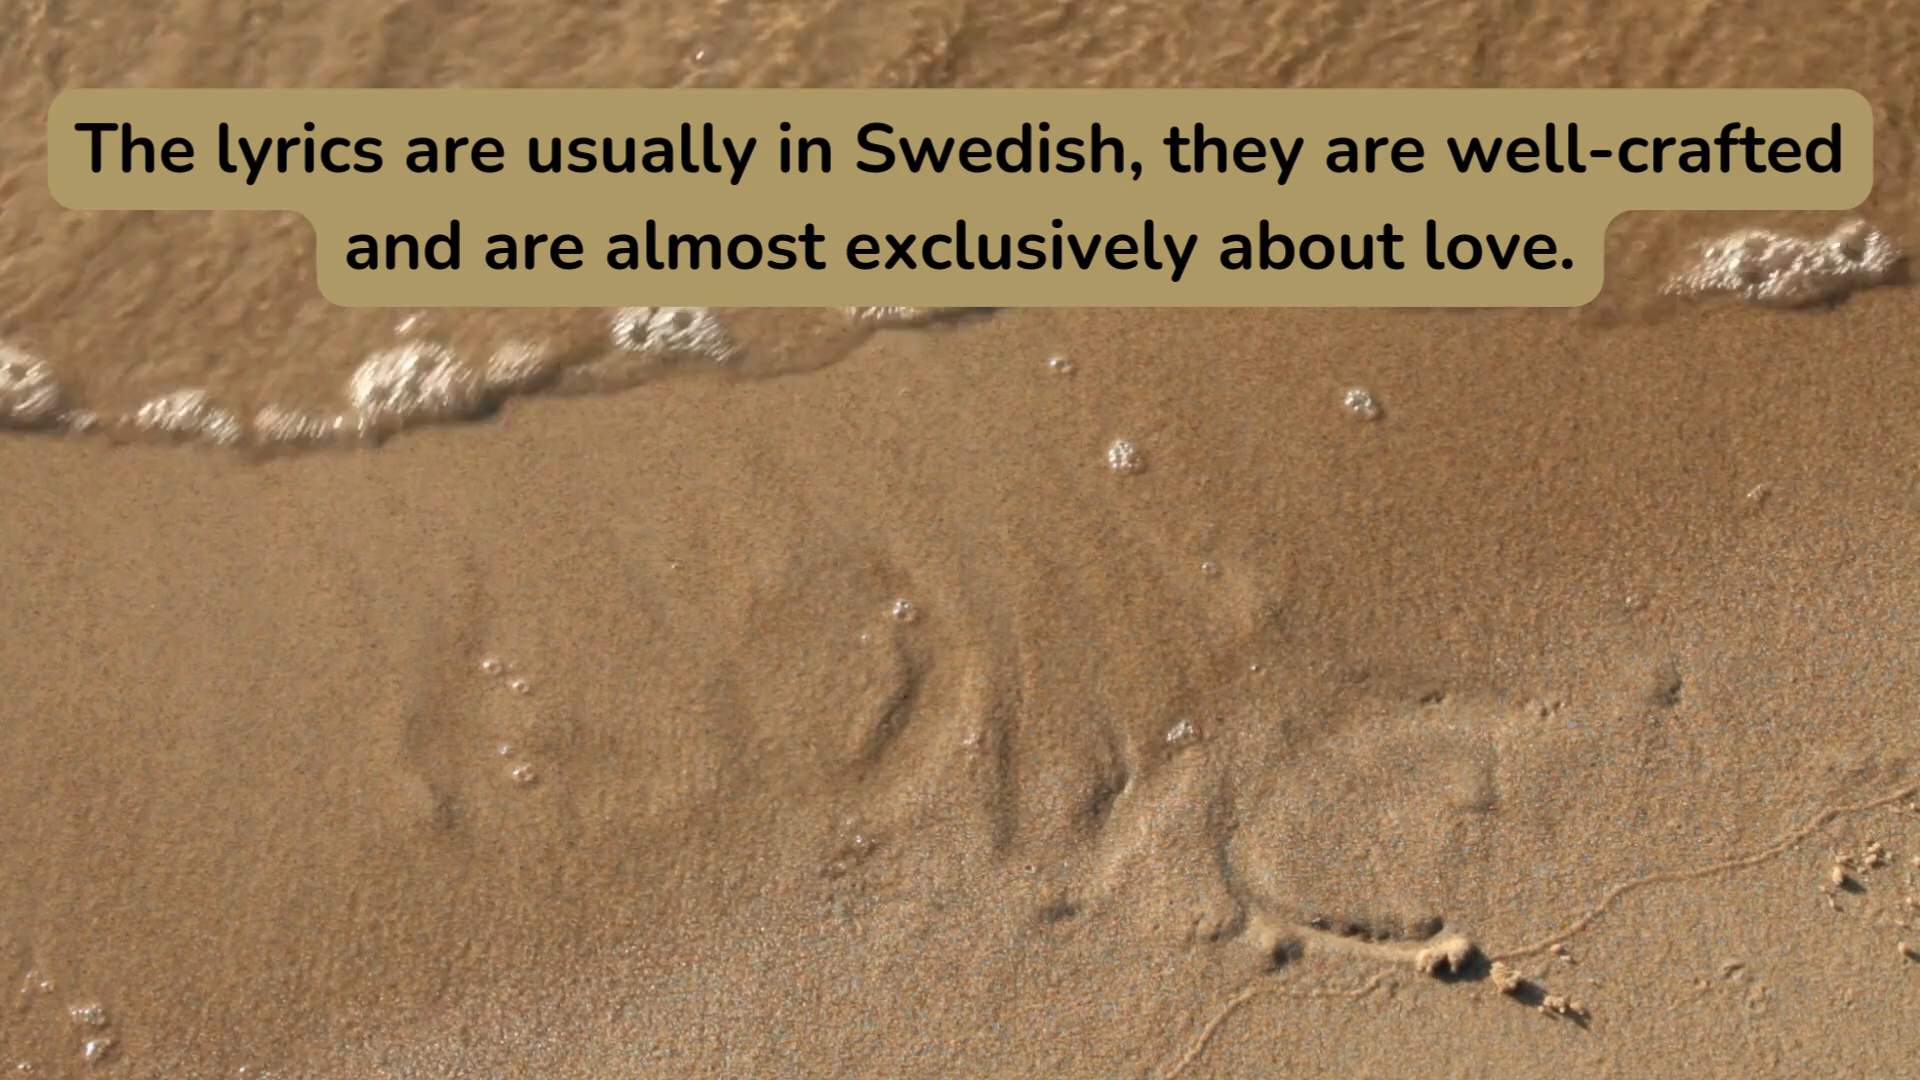 The lyrics are usually in Swedish, they are well-crafted
and are almost exclusively about love.